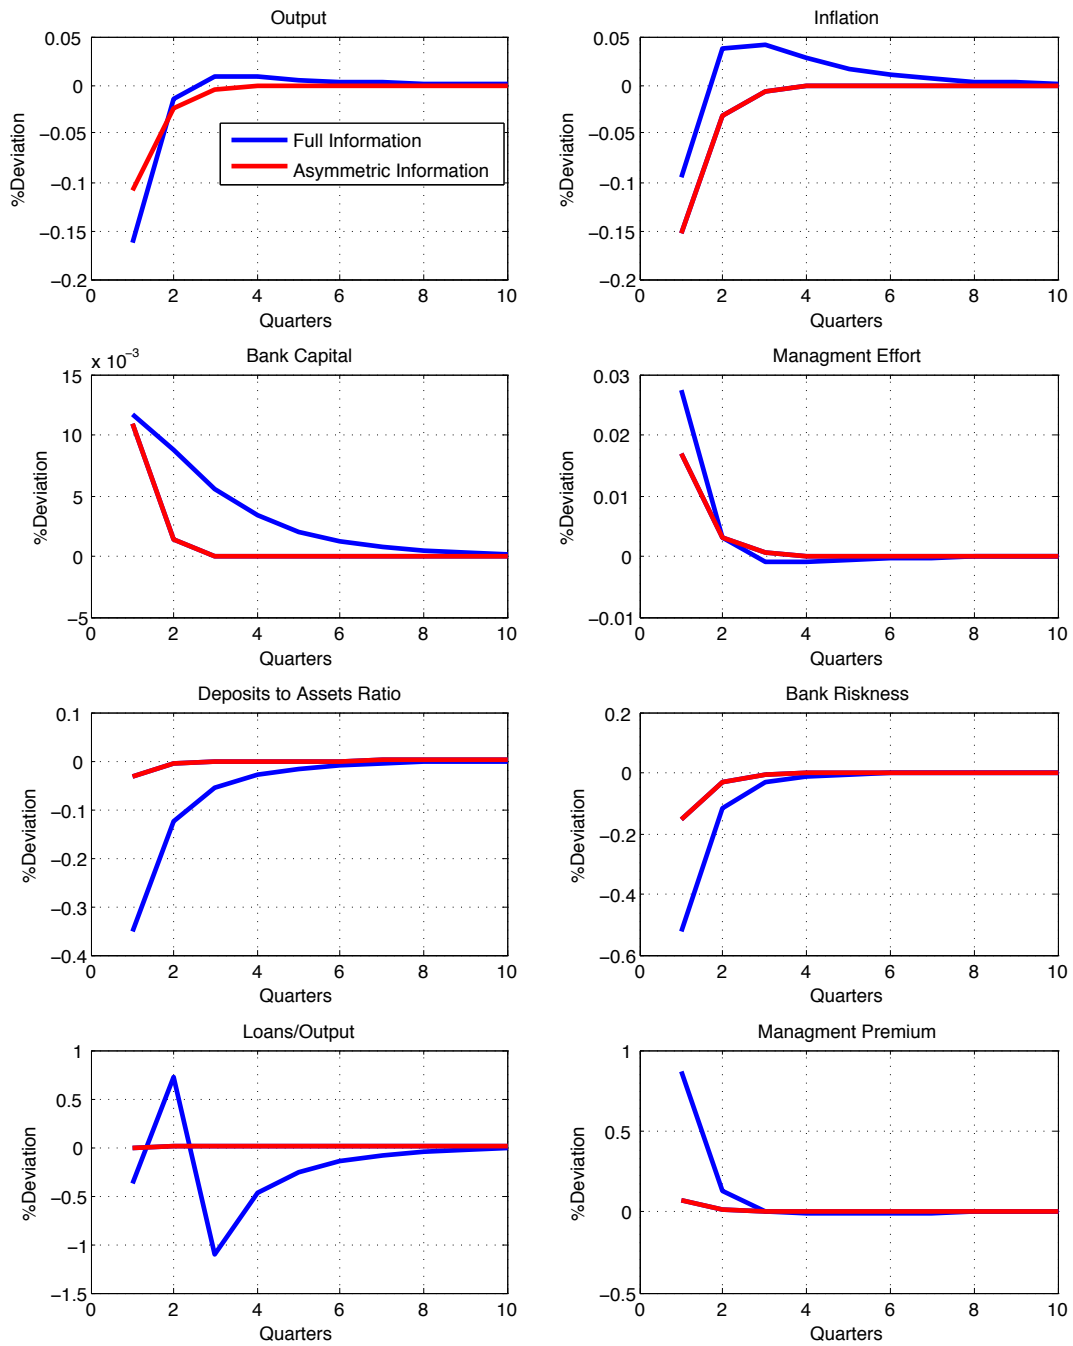 Output
0.05
0
−0.05
−0.1
−0.15
−0.2
%Deviation
Full Information
Asymmetric Information
0 2 4 6 8 10
Quarters
Inflation
0.05
0
−0.05
−0.1
−0.15
−0.2
%Deviation
0 2 4 6 8 10
Quarters
Bank Capital
x 10−3
15
10
5
0
−5
%Deviation
0 2 4 6 8 10
Quarters
Managment Effort
0.03
0.02
0.01
0
−0.01
%Deviation
0 2 4 6 8 10
Quarters
Deposits to Assets Ratio
0.1
0
−0.1
−0.2
−0.3
−0.4
%Deviation
0 2 4 6 8 10
Quarters
Bank Riskness
0.2
0
−0.2
−0.4
−0.6
%Deviation
0 2 4 6 8 10
Quarters
Loans/Output
1
0.5
0
−0.5
−1
−1.5
%Deviation
0 2 4 6 8 10
Quarters
Managment Premium
1
0.5
0
−0.5
%Deviation
0 2 4 6 8 10
Quarters